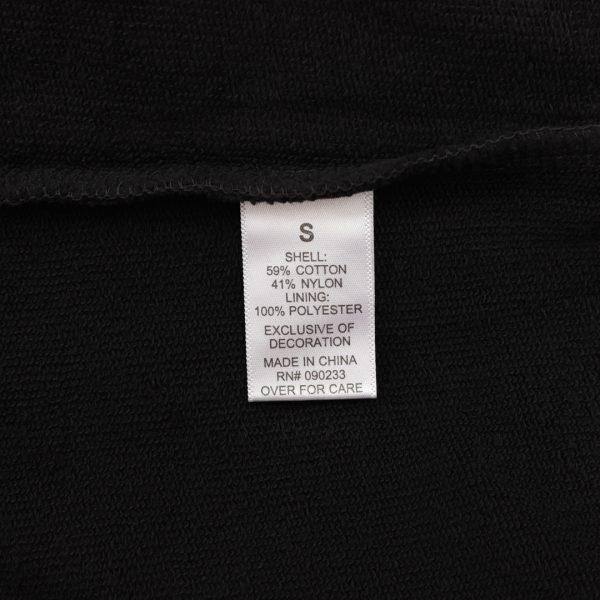 S
SHELL:
59% COTTON
41% NYLON
LINING:
100% POLYESTER
EXCLUSIVE OF
DECORATION
MADE IN CHINA
RN# 090233
OVER FOR CARE